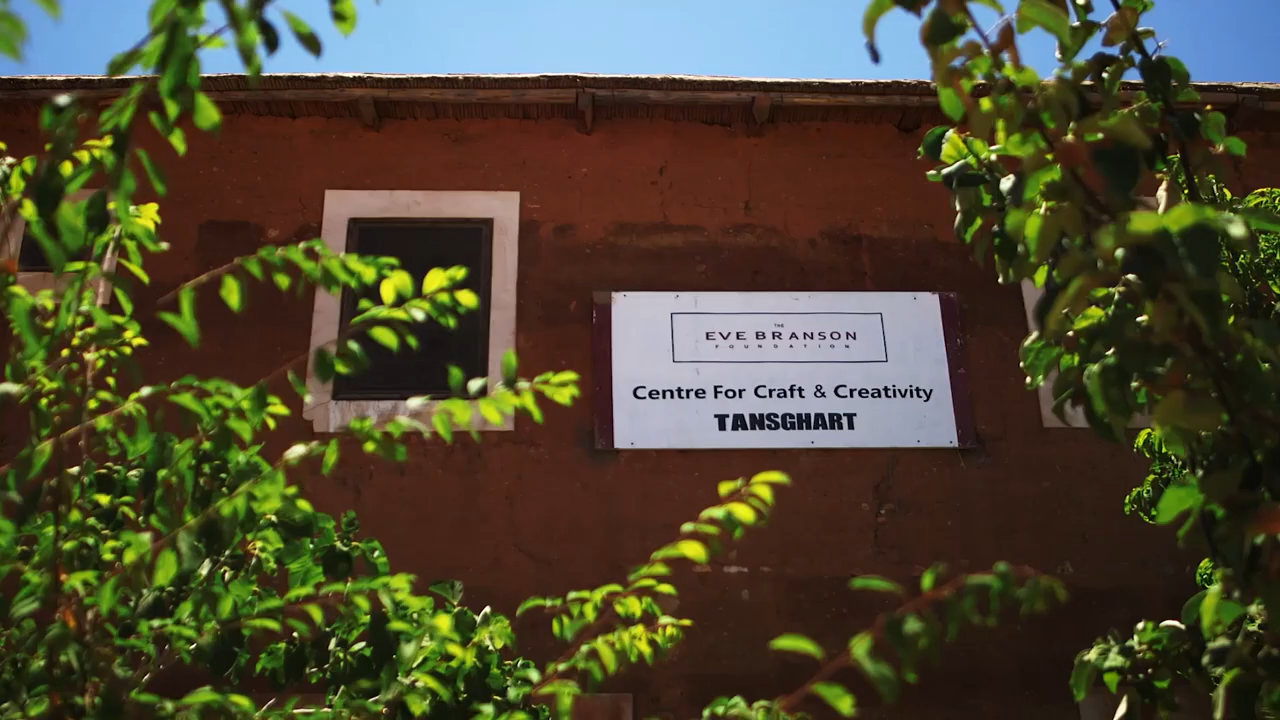 THE
EVE BRANSON
FOUNDATION
Centre For Craft & Creativity
TANSGHART